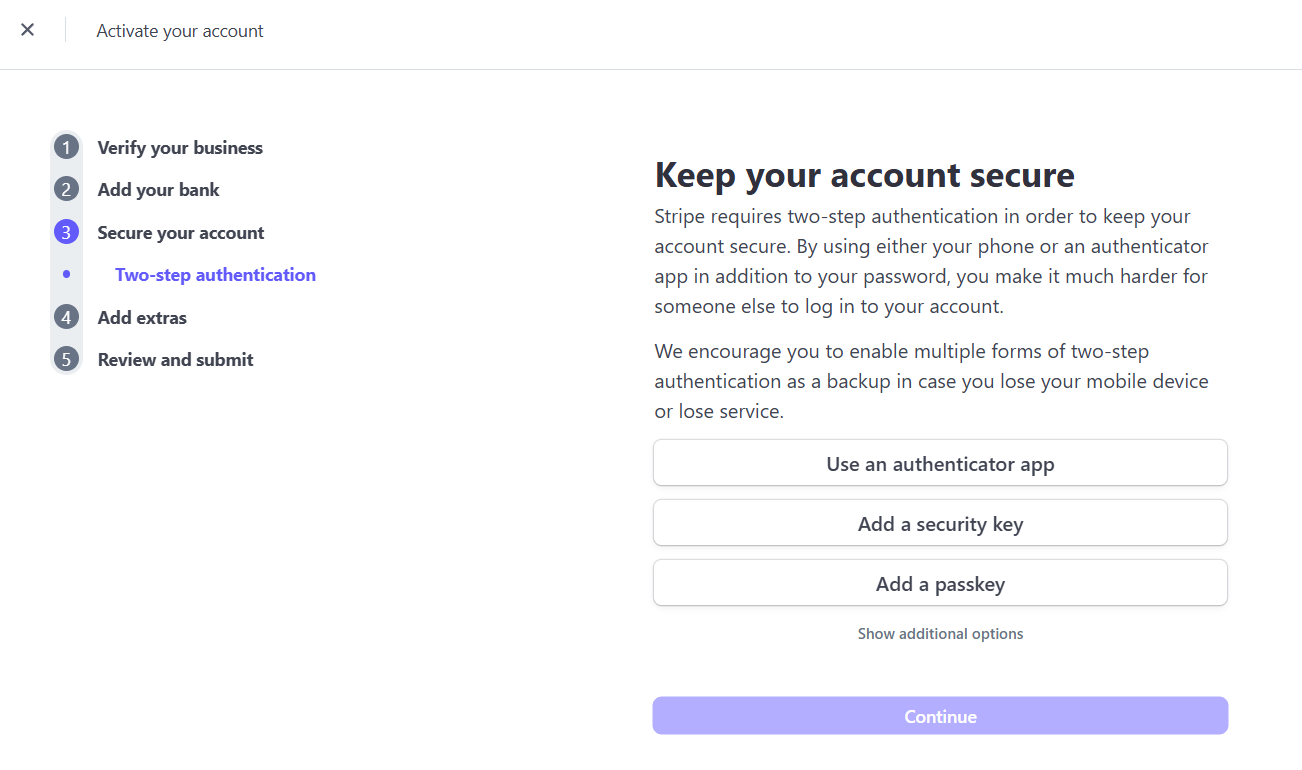 Activate your account
1 Verify your business
2 Add your bank
3 Secure your account
Two-step authentication
4 Add extras
5 Review and submit
Keep your account secure
Stripe requires two-step authentication in order to keep your
account secure. By using either your phone or an authenticator
app in addition to your password, you make it much harder for
someone else to log in to your account.
We encourage you to enable multiple forms of two-step
authentication as a backup in case you lose your mobile device
or lose service.
Use an authenticator app
Add a security key
Add a passkey
Show additional options
Continue